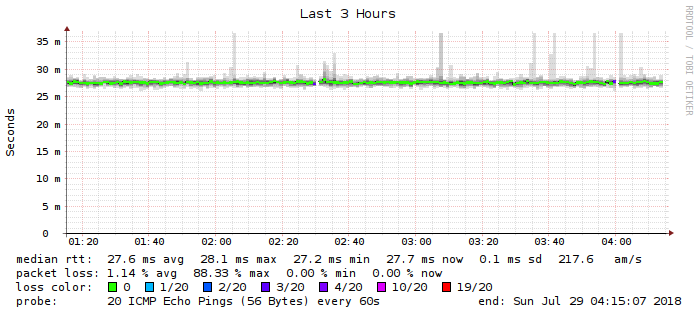 Last 3 Hours
RRDTOOL / TOBI OETIKER
Seconds
35 m
30 m
25 m
20 m
15 m
10 m
5 m
0
01:20 01:40 02:00 02:20 02:40 03:00 03:20 03:40 04:00
median rtt: 27.6 ms avg 28.1 ms max 27.2 ms min 27.7 ms now 0.1 ms sd 217.6 am/s
packet loss: 1.14 % avg 88.33 % max 0.00 % min 0.00 % now
loss color: 0 1/20 2/20 3/20 4/20 10/20 19/20
probe: 20 ICMP Echo Pings (56 Bytes) every 60s end: Sun Jul 29 04:15:07 2018